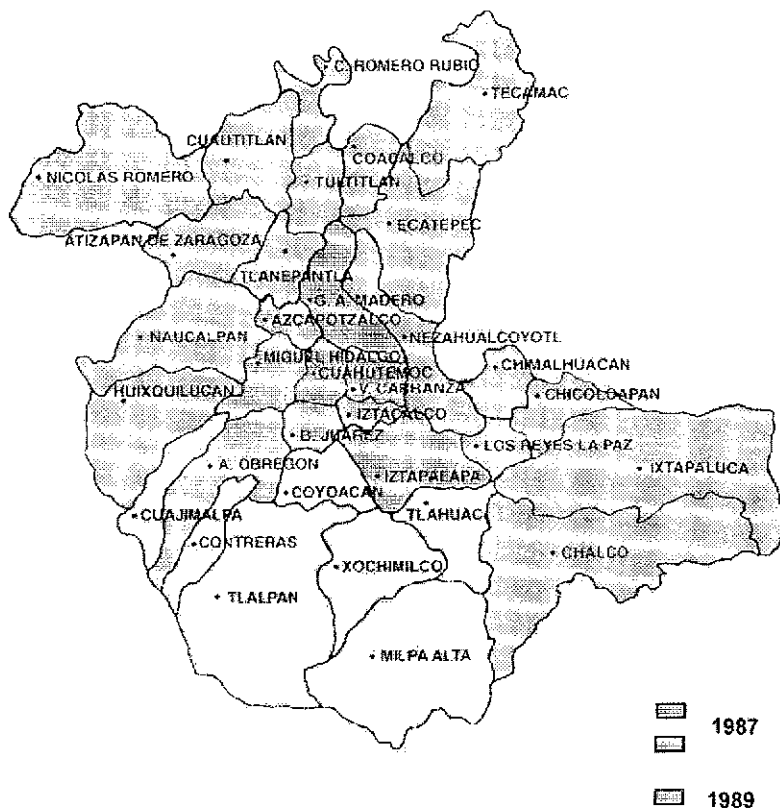 C. ROMERO RUBIO
TECAMAC
CUAUTITLAN
COACALCO
NICOLAS ROMERO
TULTITLAN
ECATEPEC
ATIZAPAN DE ZARAGOZA
TLANEPANTLA
G. A. MADERO
AZCAPOTZALCO
NAUCALPAN
NEZAHUALCOYOTL
MIGUEL HIDALGO
CHIMALHUACAN
CUAHUTEMOC
HUIXQUILUCAN
V. CARRANZA
CHICOLOAPAN
IZTACALCO
B. JUAREZ
LOS REYES LA PAZ
A. OBREGON
IXTAPALUCA
IZTAPALAPA
COYOACAN
TLAHUAC
CUAJIMALPA
CONTRERAS
CHALCO
XOCHIMILCO
TLALPAN
MILPA ALTA
1987
1989